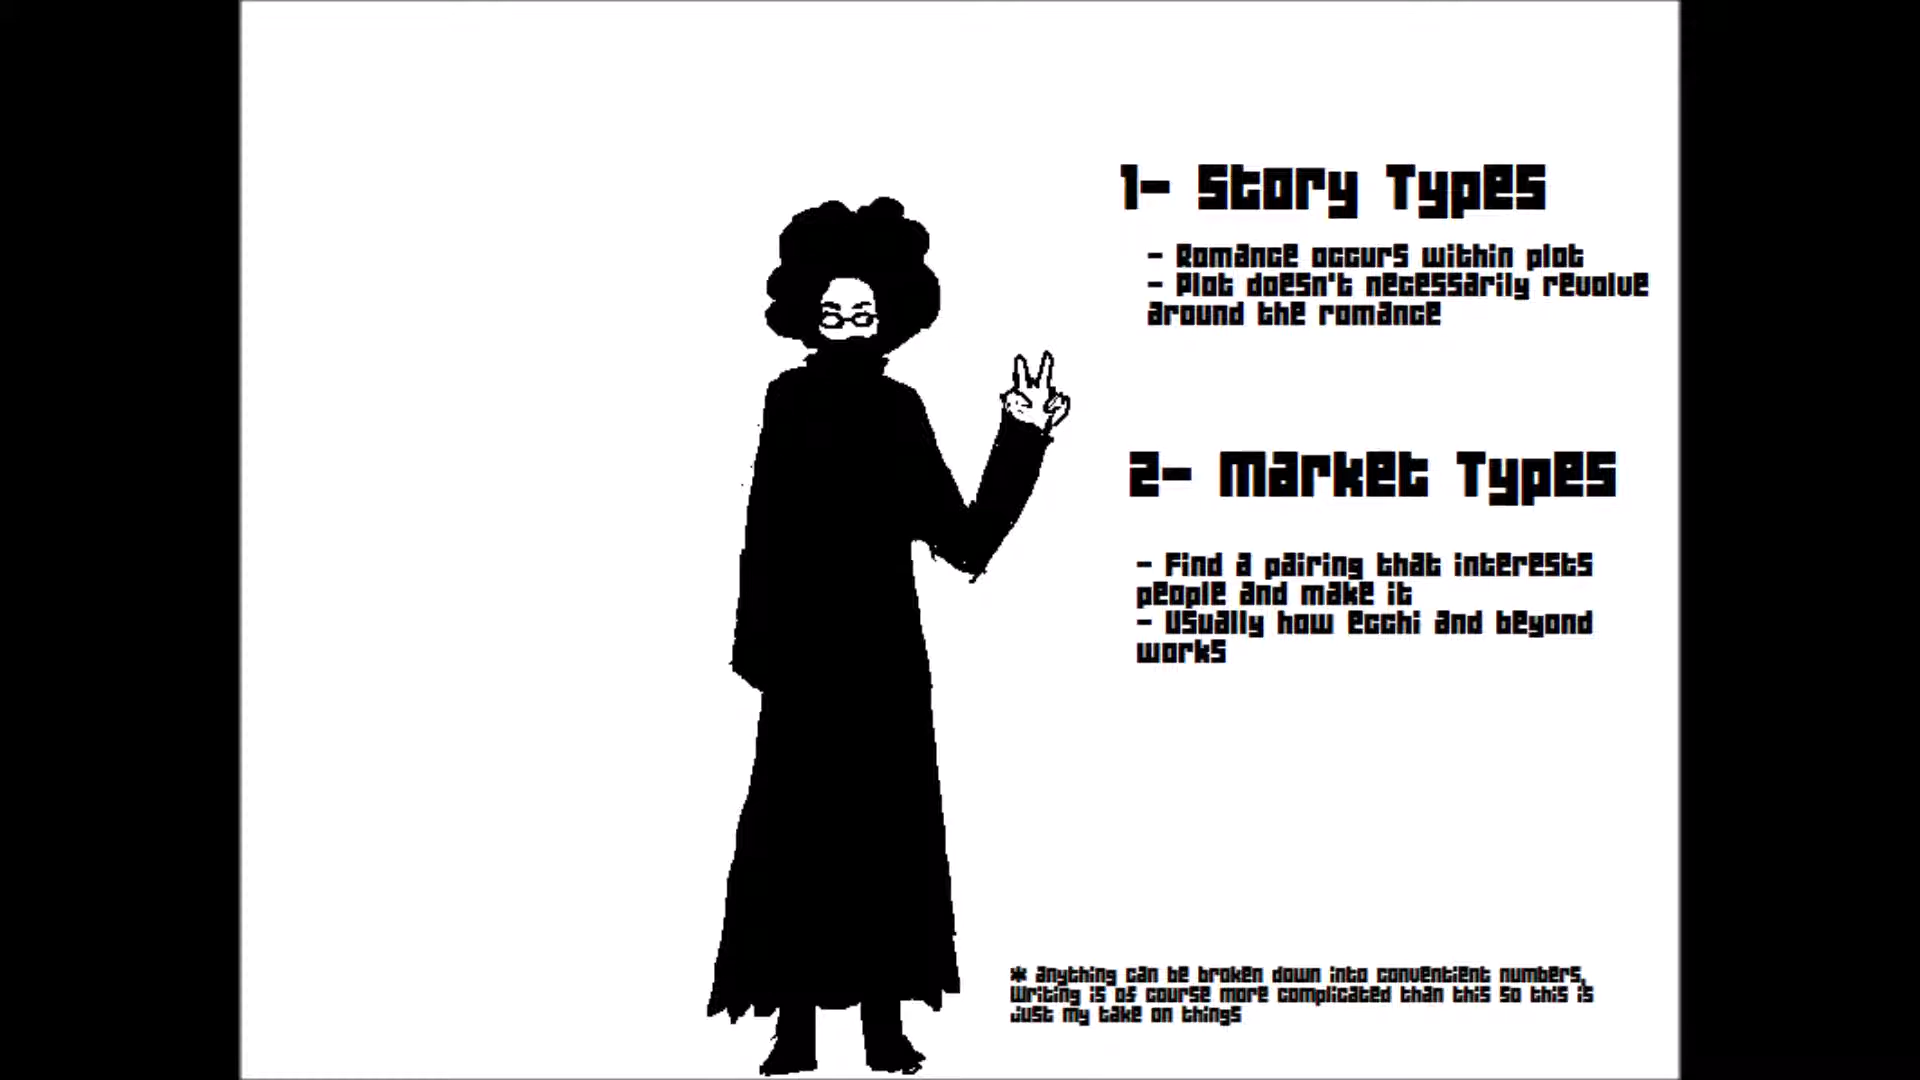 1- Story Types
- Romance occurs within plot
- Plot doesn't necessarily revolve
around the romance
2- Market Types
- Find a pairing that interests
people and make it
- Usually how ecchi and beyond
works
* anything can be broken down into conventient numbers,
Writing is of course more complicated than this so this is
just my take on things